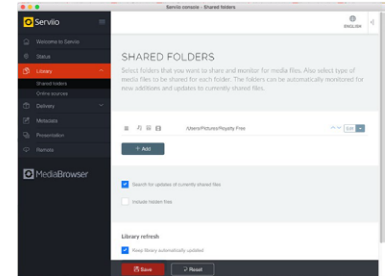 Serviio console - Shared folders
Serviio
ENGLISH
Welcome to Serviio
Status
Library
Shared folders
Online sources
Delivery
Metadata
Presentation
Remote
MediaBrowser
SHARED FOLDERS
Select folders that you want to share and monitor for media files. Also select type of
media files to be shared for each folder. The folders can be automatically monitored for
new additions and updates to currently shared files.
/Users/Pictures/Royalty Free
Edit
+ Add
Search for updates of currently shared files
Include hidden files
Library refresh
Keep library automatically updated
Save
Reset